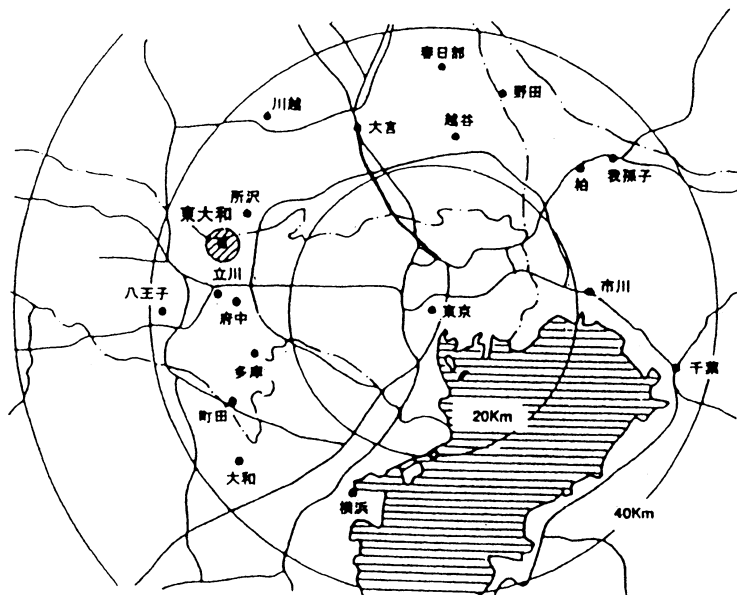 春日部
野田
川越
大宮
越谷
柏
我孫子
所沢
東大和
立川
八王子
府中
東京
市川
多摩
千葉
町田
20Km
大和
横浜
40Km